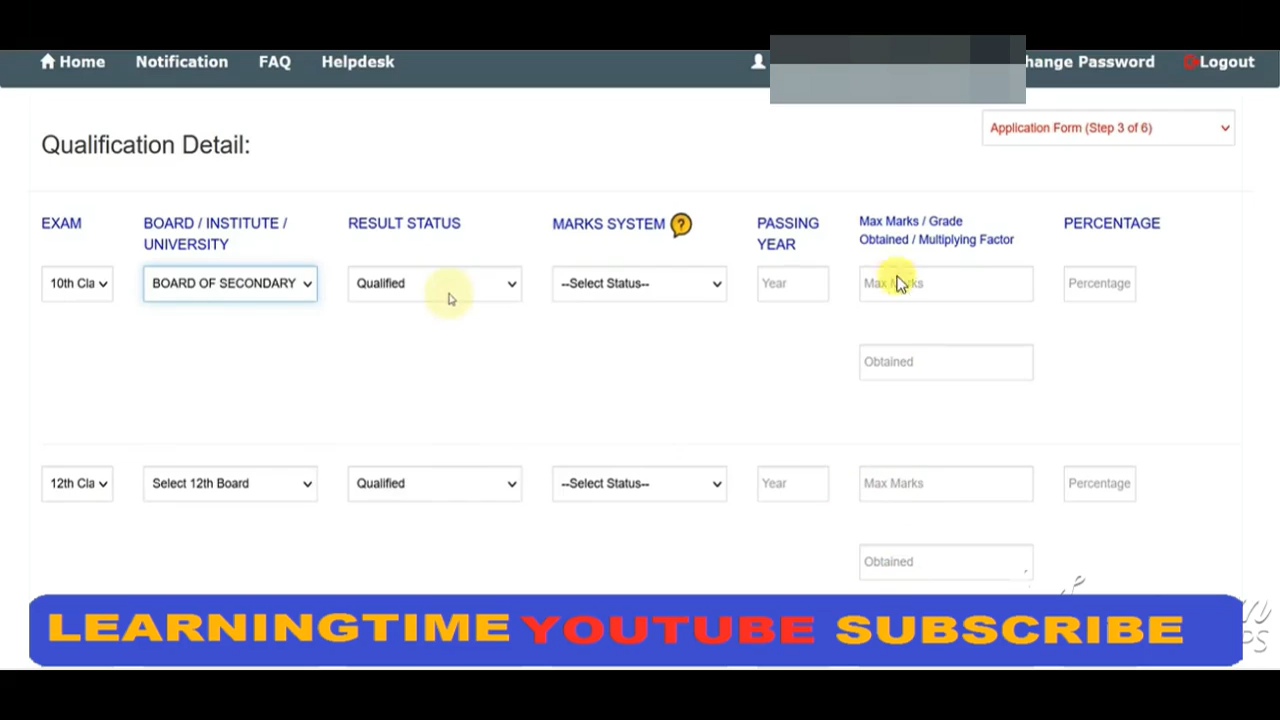 Home Notification FAQ Helpdesk hange Password Logout
Application Form (Step 3 of 6)
Qualification Detail:
EXAM BOARD / INSTITUTE / UNIVERSITY RESULT STATUS MARKS SYSTEM ? PASSING YEAR Max Marks / Grade Obtained / Multiplying Factor PERCENTAGE
10th Cla BOARD OF SECONDARY Qualified --Select Status-- Year Max Marks Percentage
Obtained
12th Cla Select 12th Board Qualified --Select Status-- Year Max Marks Percentage
Obtained
LEARNINGTIME YOUTUBE SUBSCRIBE